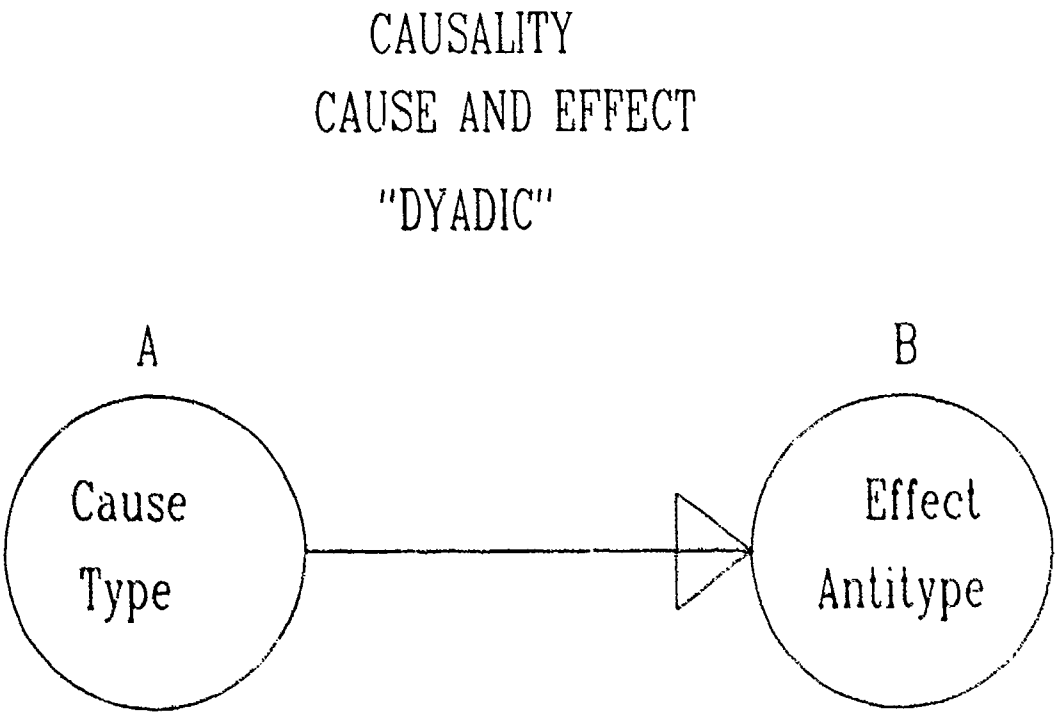 CAUSALITY
CAUSE AND EFFECT
"DYADIC"
A
B
Cause
Type
Effect
Antitype